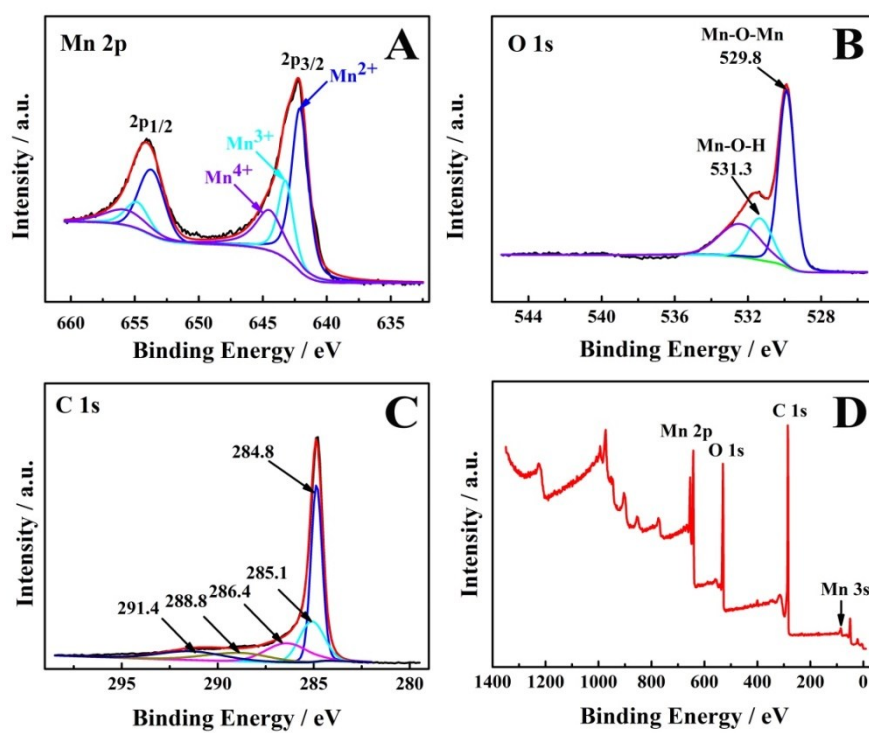 Mn 2p
A
2p3/2
Mn2+
2p1/2
Mn3+
Mn4+
Intensity / a.u.
660 655 650 645 640 635
Binding Energy / eV
O 1s
B
Mn-O-Mn
529.8
Mn-O-H
531.3
Intensity / a.u.
544 540 536 532 528
Binding Energy / eV
C 1s
C
284.8
285.1
286.4
288.8
291.4
Intensity / a.u.
295 290 285 280
Binding Energy / eV
D
C 1s
Mn 2p
O 1s
Mn 3s
Intensity / a.u.
1400 1200 1000 800 600 400 200 0
Binding Energy / eV